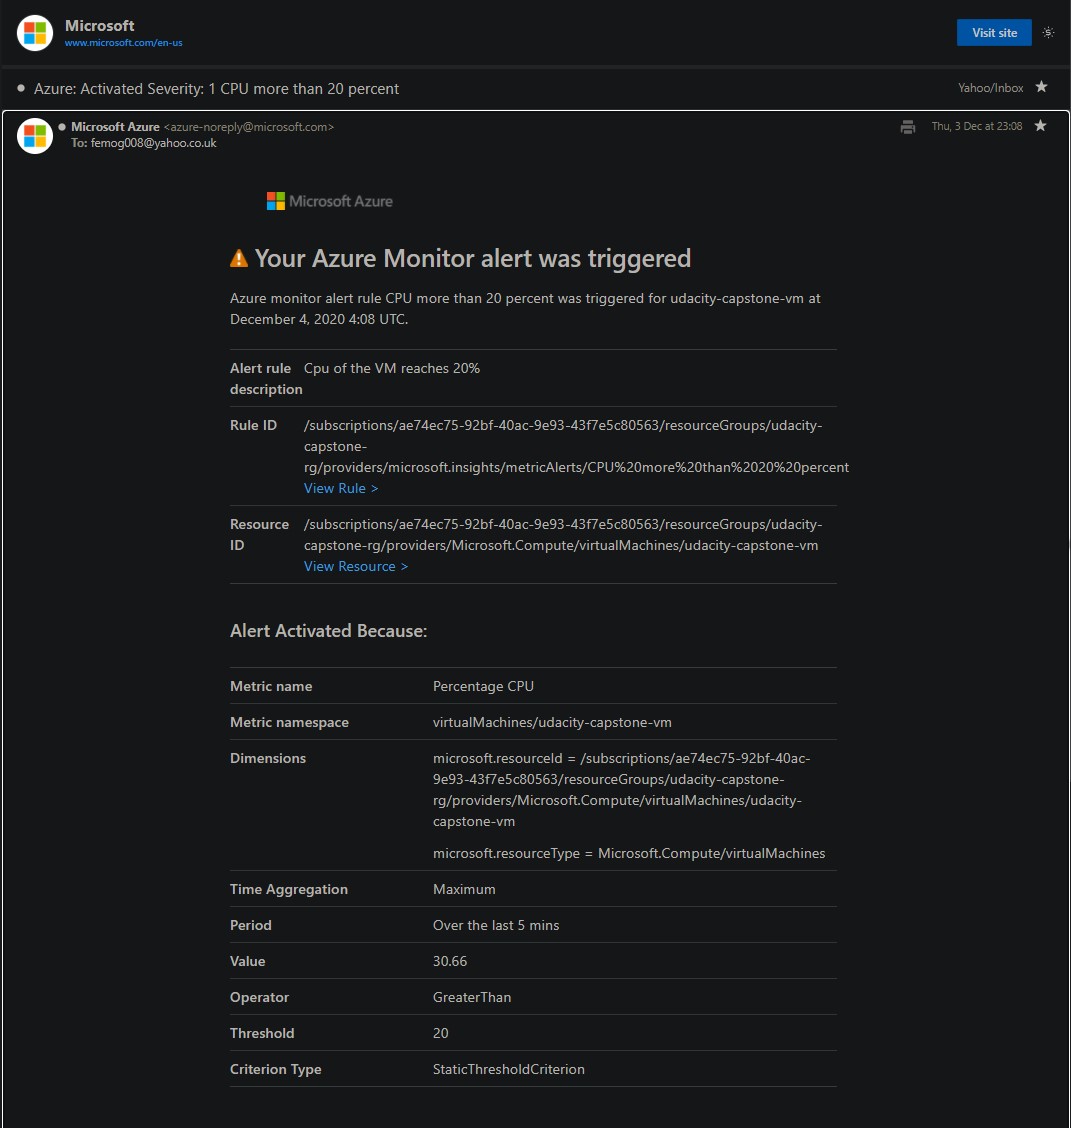 Microsoft
www.microsoft.com/en-us
Visit site
Azure: Activated Severity: 1 CPU more than 20 percent
Yahoo/Inbox
Microsoft Azure <azure-noreply@microsoft.com>
Thu, 3 Dec at 23:08
To: femog008@yahoo.co.uk
Microsoft Azure
Your Azure Monitor alert was triggered
Azure monitor alert rule CPU more than 20 percent was triggered for udacity-capstone-vm at
December 4, 2020 4:08 UTC.
Alert rule description
Cpu of the VM reaches 20%
Rule ID
/subscriptions/ae74ec75-92bf-40ac-9e93-43f7e5c80563/resourceGroups/udacity-
capstone-
rg/providers/microsoft.insights/metricAlerts/CPU%20more%20than%2020%20percent
View Rule >
Resource ID
/subscriptions/ae74ec75-92bf-40ac-9e93-43f7e5c80563/resourceGroups/udacity-
capstone-rg/providers/Microsoft.Compute/virtualMachines/udacity-capstone-vm
View Resource >
Alert Activated Because:
Metric name
Percentage CPU
Metric namespace
virtualMachines/udacity-capstone-vm
Dimensions
microsoft.resourceId = /subscriptions/ae74ec75-92bf-40ac-
9e93-43f7e5c80563/resourceGroups/udacity-capstone-
rg/providers/Microsoft.Compute/virtualMachines/udacity-
capstone-vm
microsoft.resourceType = Microsoft.Compute/virtualMachines
Time Aggregation
Maximum
Period
Over the last 5 mins
Value
30.66
Operator
GreaterThan
Threshold
20
Criterion Type
StaticThresholdCriterion